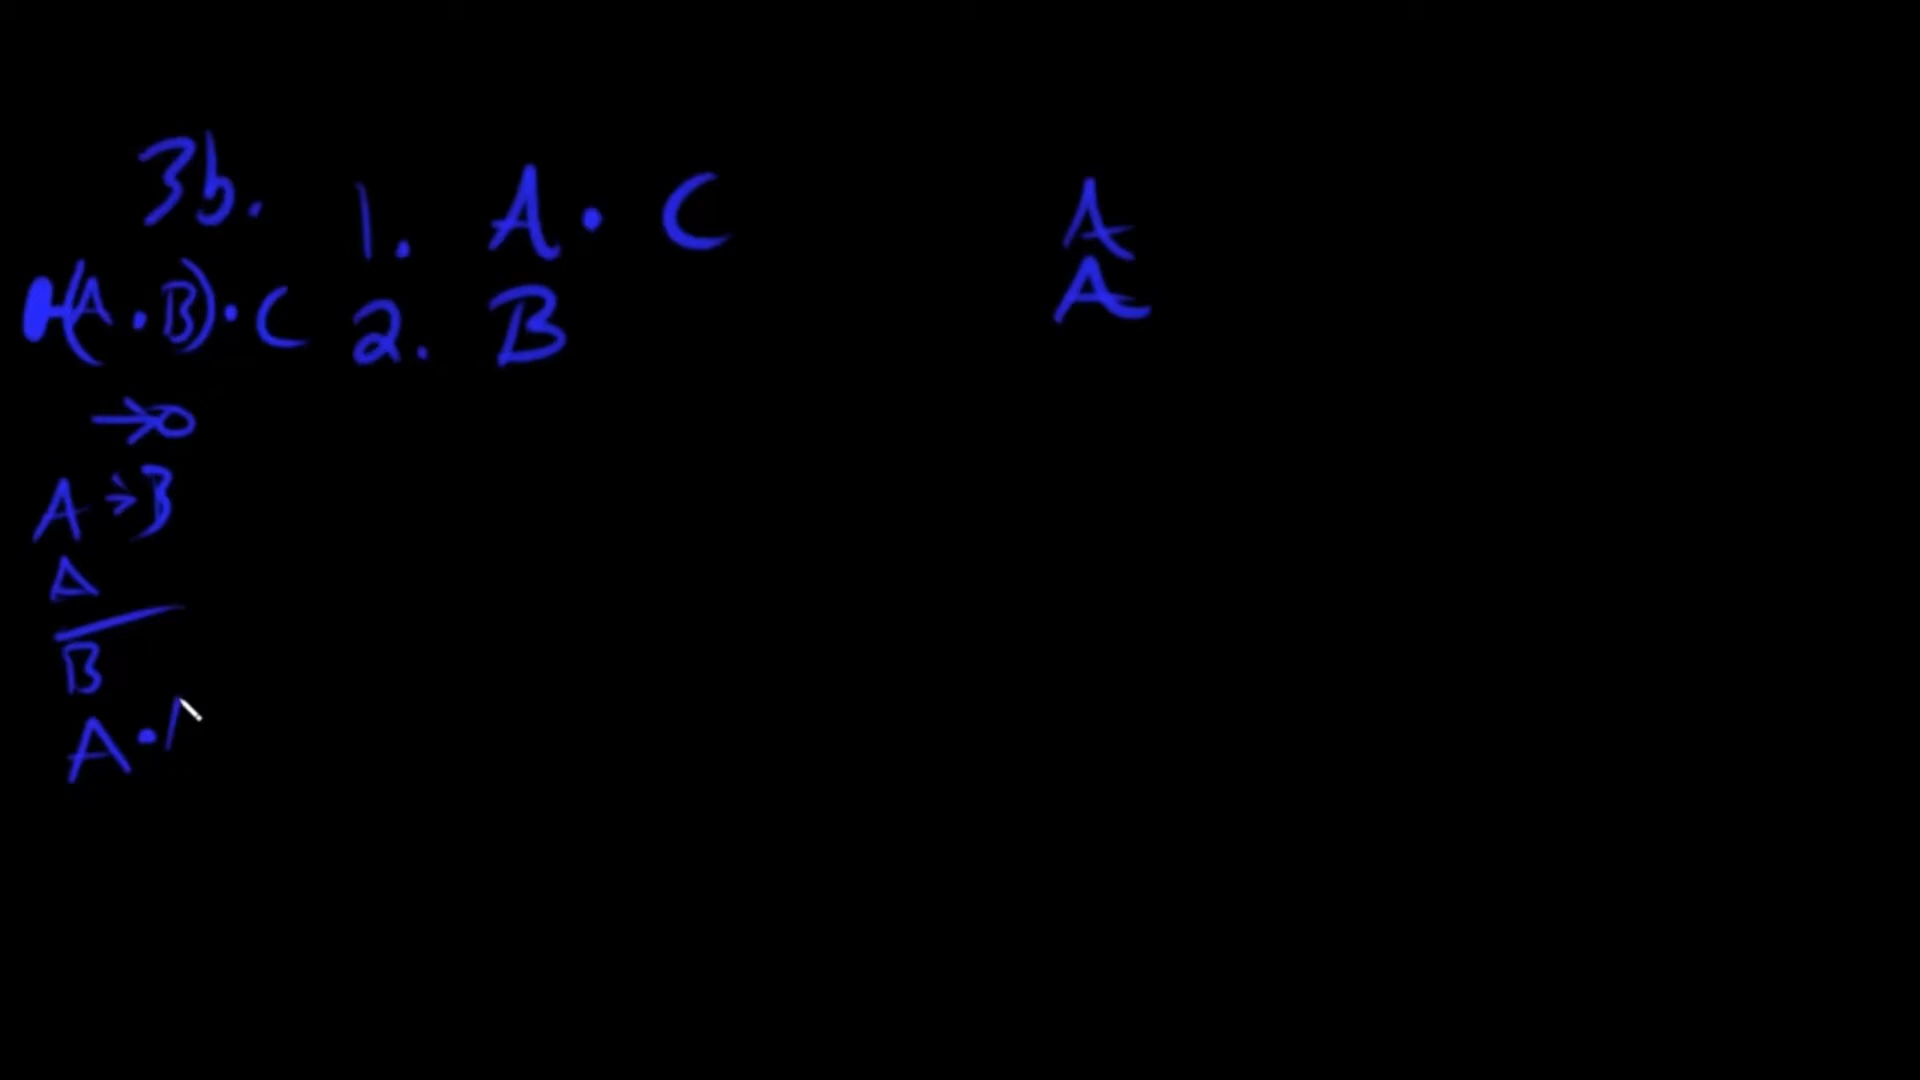 3b. 1. A • C A
⊢(A • B) • C 2. B A
→o
A → B
A
B
A •